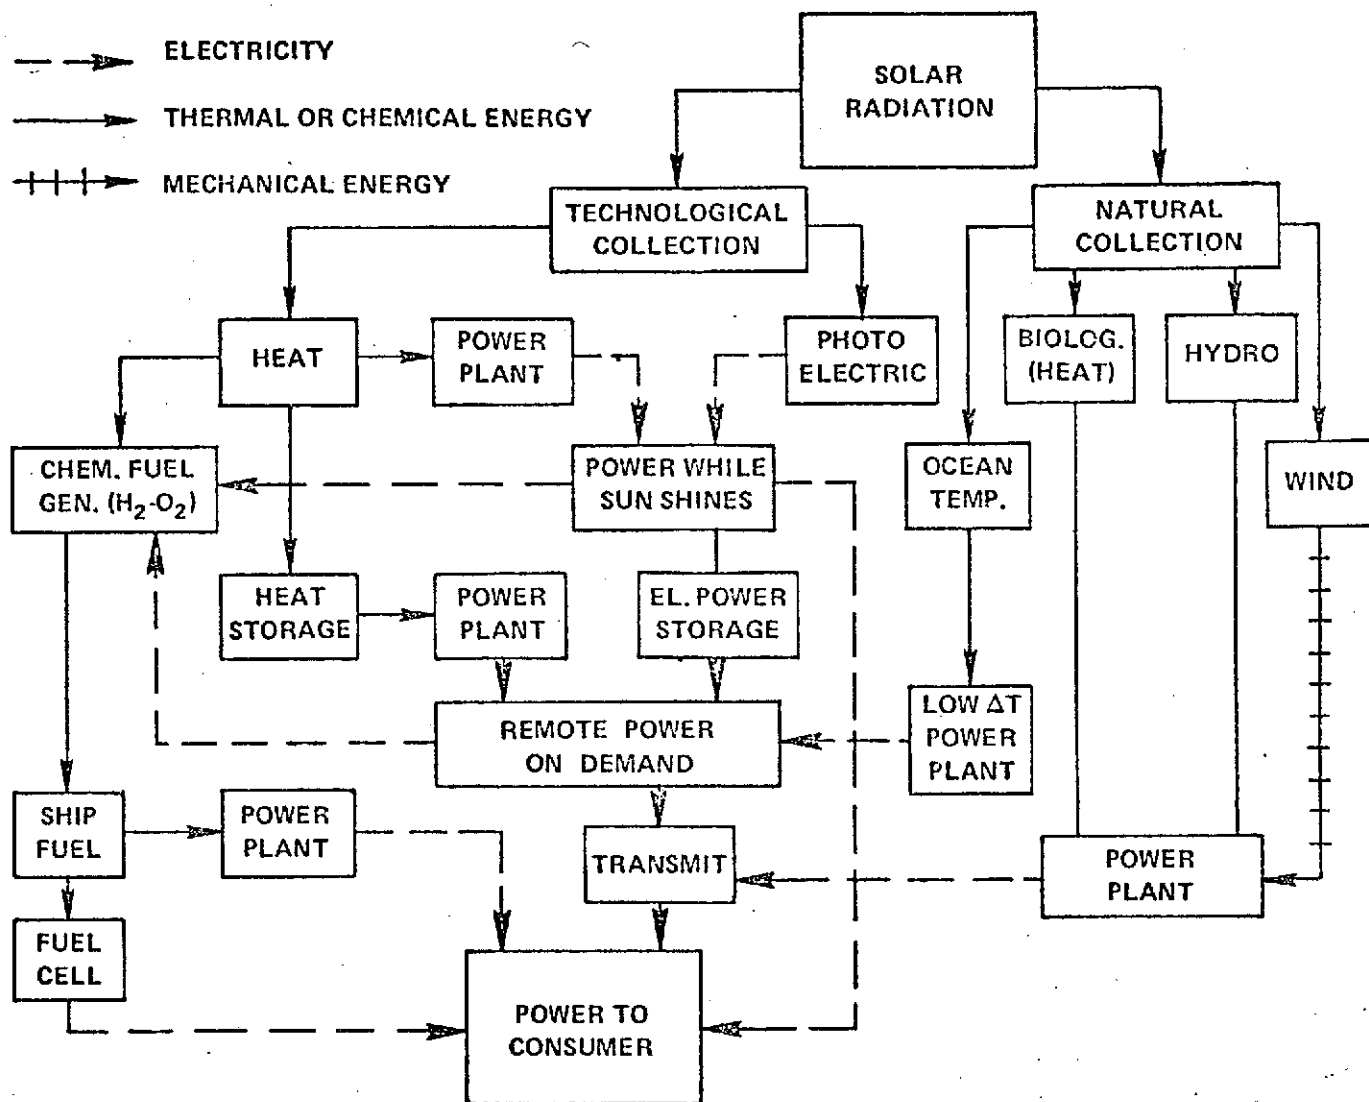 ELECTRICITY
THERMAL OR CHEMICAL ENERGY
MECHANICAL ENERGY
SOLAR
RADIATION
TECHNOLOGICAL
COLLECTION
NATURAL
COLLECTION
HEAT
POWER
PLANT
PHOTO
ELECTRIC
BIOLOG.
(HEAT)
HYDRO
CHEM. FUEL
GEN. (H₂-O₂)
POWER WHILE
SUN SHINES
OCEAN
TEMP.
WIND
HEAT
STORAGE
POWER
PLANT
EL. POWER
STORAGE
REMOTE POWER
ON DEMAND
LOW ΔT
POWER
PLANT
SHIP
FUEL
POWER
PLANT
TRANSMIT
POWER
PLANT
FUEL
CELL
POWER TO
CONSUMER